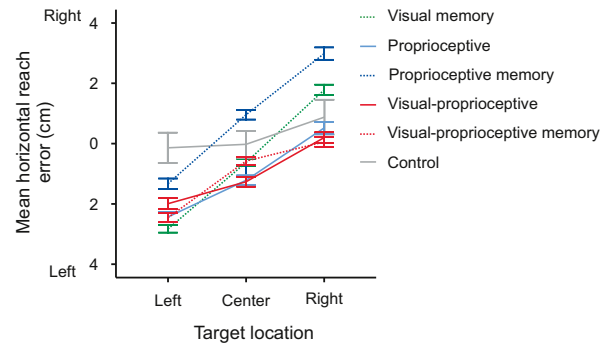 Right
4
2
0
2
4
Left
Mean horizontal reach
error (cm)
Left
Center
Right
Target location
Visual memory
Proprioceptive
Proprioceptive memory
Visual-proprioceptive
Visual-proprioceptive memory
Control